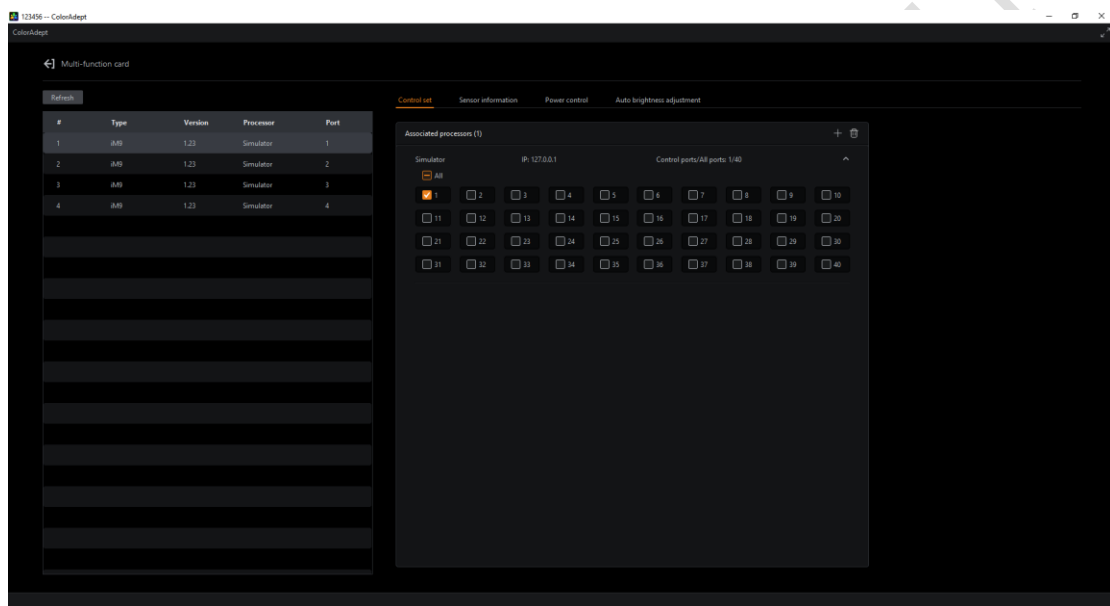 123456 -- ColorAdept
ColorAdept
Multi-function card
Refresh
# Type Version Processor Port
1 iM9 1.23 Simulator 1
2 iM9 1.23 Simulator 2
3 iM9 1.23 Simulator 3
4 iM9 1.23 Simulator 4
Control set Sensor information Power control Auto brightness adjustment
Associated processors (1)
Simulator IP: 127.0.0.1 Control ports/All ports: 1/40
All
1 2 3 4 5 6 7 8 9 10
11 12 13 14 15 16 17 18 19 20
21 22 23 24 25 26 27 28 29 30
31 32 33 34 35 36 37 38 39 40